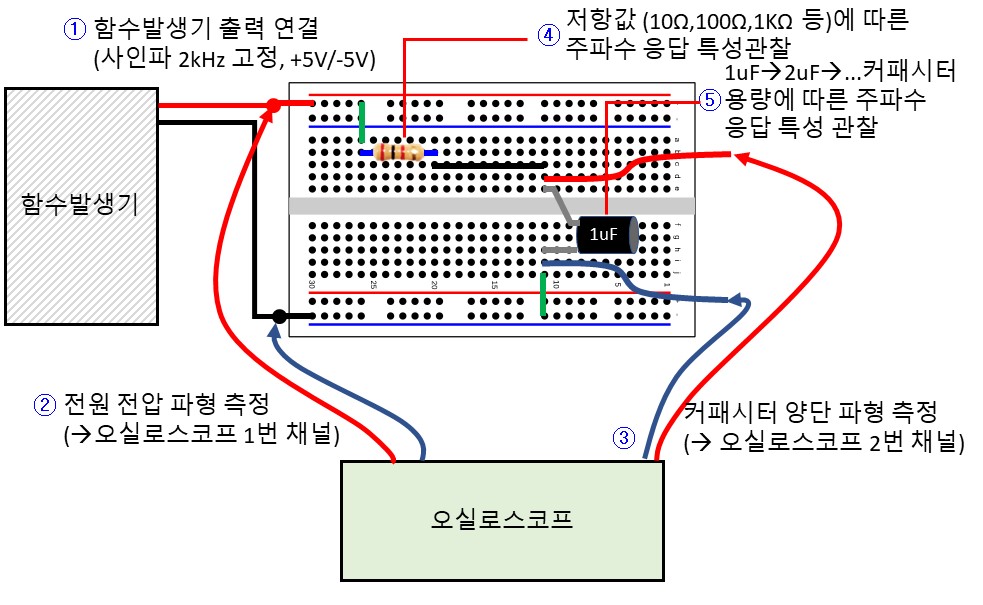 ① 함수발생기 출력 연결
(사인파 2kHz 고정, +5V/-5V)
④ 저항값 (10Ω,100Ω,1KΩ 등)에 따른
주파수 응답 특성관찰
⑤ 1uF→2uF→...커패시터
용량에 따른 주파수
응답 특성 관찰
함수발생기
a
b
c
d
e
1uF
f
g
h
i
j
30 25 20 15 10 5 1
② 전원 전압 파형 측정
(→오실로스코프 1번 채널)
③ 커패시터 양단 파형 측정
(→ 오실로스코프 2번 채널)
오실로스코프